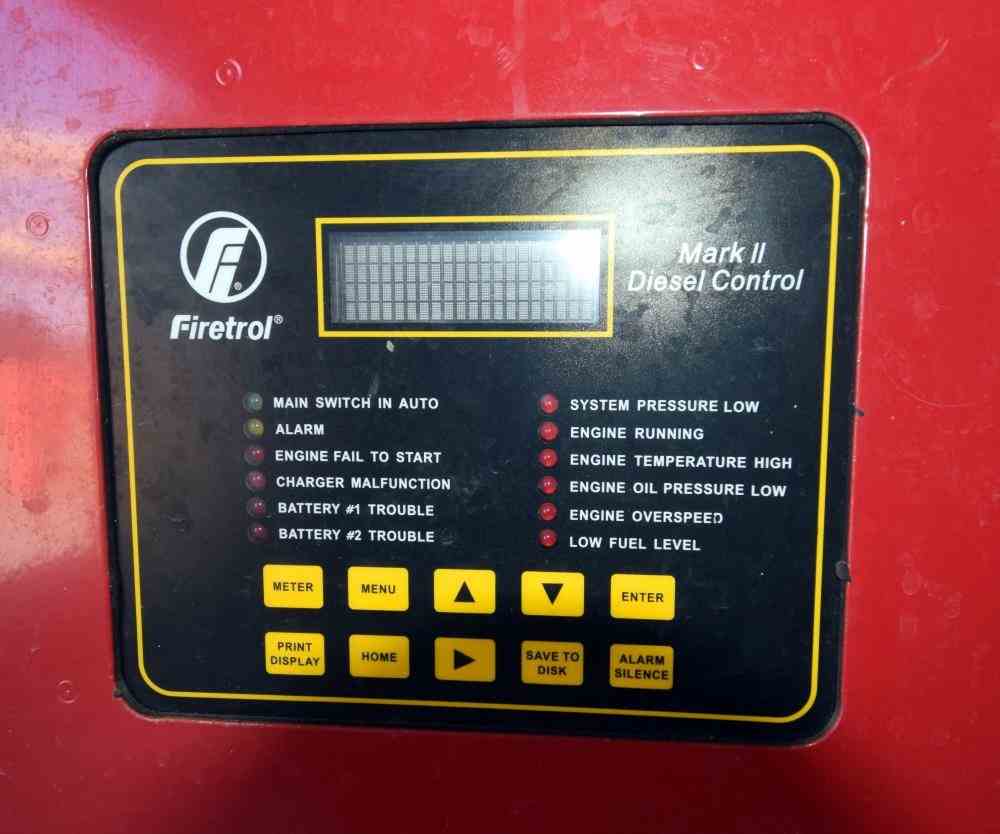 Firetrol®
Mark II
Diesel Control
MAIN SWITCH IN AUTO
ALARM
ENGINE FAIL TO START
CHARGER MALFUNCTION
BATTERY #1 TROUBLE
BATTERY #2 TROUBLE
SYSTEM PRESSURE LOW
ENGINE RUNNING
ENGINE TEMPERATURE HIGH
ENGINE OIL PRESSURE LOW
ENGINE OVERSPEED
LOW FUEL LEVEL
METER
MENU
ENTER
PRINT
DISPLAY
HOME
SAVE TO
DISK
ALARM
SILENCE